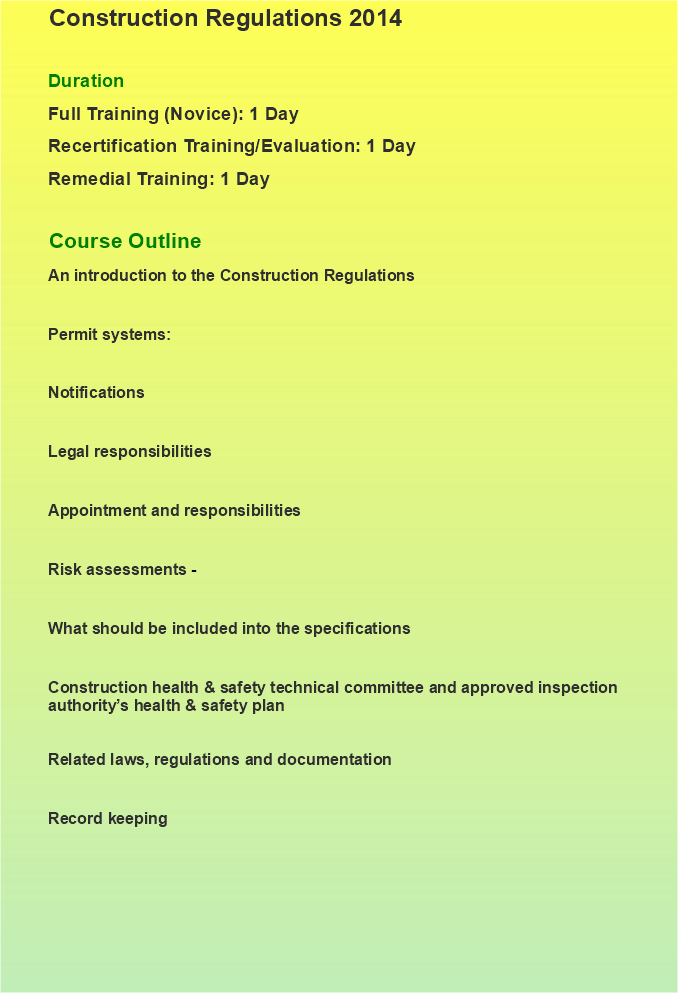 Construction Regulations 2014
Duration
Full Training (Novice): 1 Day
Recertification Training/Evaluation: 1 Day
Remedial Training: 1 Day
Course Outline
An introduction to the Construction Regulations
Permit systems:
Notifications
Legal responsibilities
Appointment and responsibilities
Risk assessments -
What should be included into the specifications
Construction health & safety technical committee and approved inspection
authority’s health & safety plan
Related laws, regulations and documentation
Record keeping